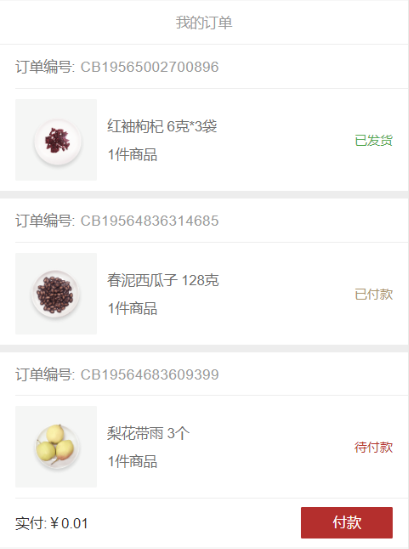 我的订单
订单编号: CB19565002700896
红袖枸杞 6克*3袋
1件商品
已发货
订单编号: CB19564836314685
春泥西瓜子 128克
1件商品
已付款
订单编号: CB19564683609399
梨花带雨 3个
1件商品
待付款
实付:￥0.01
付款